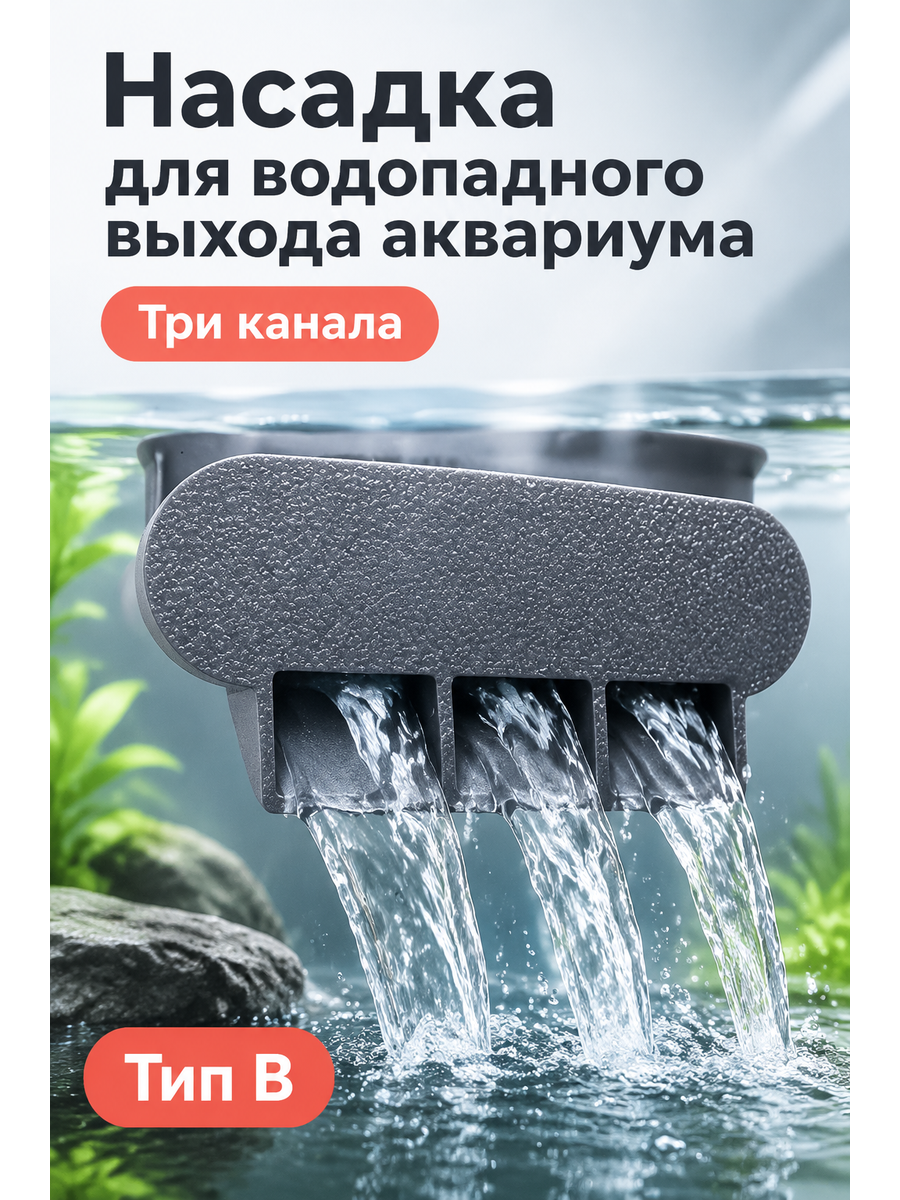 Насадка
для водопадного
выхода аквариума
Три канала
Тип В